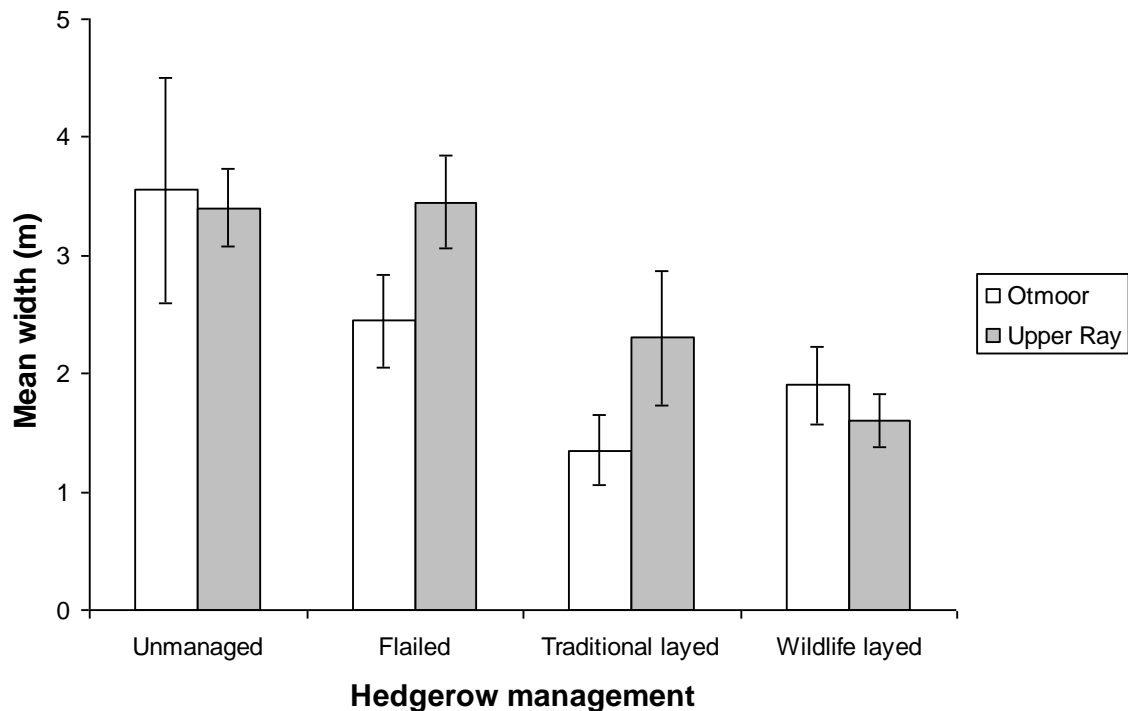 5
4
3
2
1
0
Mean width (m)
Unmanaged Flailed Traditional layed Wildlife layed
Hedgerow management
Otmoor
Upper Ray